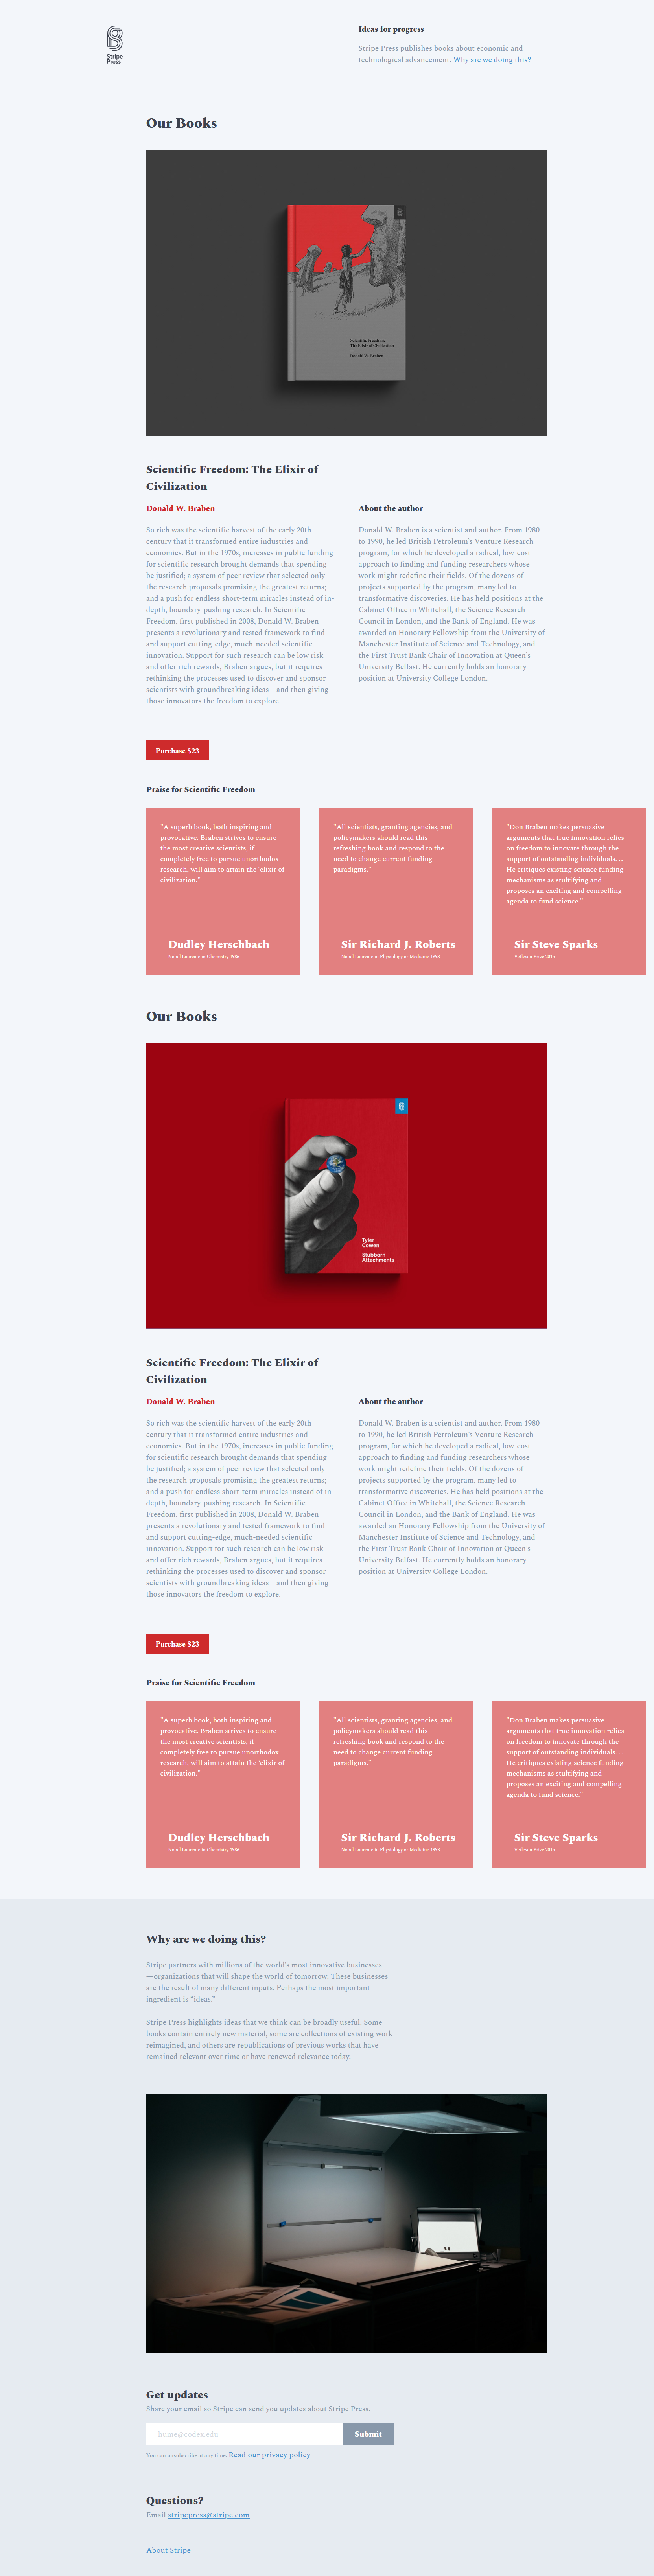 Stripe
Press
Ideas for progress
Stripe Press publishes books about economic and
technological advancement. Why are we doing this?
Our Books
Scientific Freedom:
The Elixir of Civilization
—
Donald W. Braben
Scientific Freedom: The Elixir of
Civilization
Donald W. Braben
So rich was the scientific harvest of the early 20th
century that it transformed entire industries and
economies. But in the 1970s, increases in public funding
for scientific research brought demands that spending
be justified; a system of peer review that selected only
the research proposals promising the greatest returns;
and a push for endless short-term miracles instead of in-
depth, boundary-pushing research. In Scientific
Freedom, first published in 2008, Donald W. Braben
presents a revolutionary and tested framework to find
and support cutting-edge, much-needed scientific
innovation. Support for such research can be low risk
and offer rich rewards, Braben argues, but it requires
rethinking the processes used to discover and sponsor
scientists with groundbreaking ideas—and then giving
those innovators the freedom to explore.
About the author
Donald W. Braben is a scientist and author. From 1980
to 1990, he led British Petroleum's Venture Research
program, for which he developed a radical, low-cost
approach to finding and funding researchers whose
work might redefine their fields. Of the dozens of
projects supported by the program, many led to
transformative discoveries. He has held positions at the
Cabinet Office in Whitehall, the Science Research
Council in London, and the Bank of England. He was
awarded an Honorary Fellowship from the University of
Manchester Institute of Science and Technology, and
the First Trust Bank Chair of Innovation at Queen's
University Belfast. He currently holds an honorary
position at University College London.
Purchase $23
Praise for Scientific Freedom
"A superb book, both inspiring and
provocative. Braben strives to ensure
the most creative scientists, if
completely free to pursue unorthodox
research, will aim to attain the 'elixir of
civilization."
— Dudley Herschbach
Nobel Laureate in Chemistry 1986
"All scientists, granting agencies, and
policymakers should read this
refreshing book and respond to the
need to change current funding
paradigms."
— Sir Richard J. Roberts
Nobel Laureate in Physiology or Medicine 1993
"Don Braben makes persuasive
arguments that true innovation relies
on freedom to innovate through the
support of outstanding individuals. ...
He critiques existing science funding
mechanisms as stultifying and
proposes an exciting and compelling
agenda to fund science."
— Sir Steve Sparks
Vetlesen Prize 2015
Our Books
Tyler
Cowen
Stubborn
Attachments
Scientific Freedom: The Elixir of
Civilization
Donald W. Braben
So rich was the scientific harvest of the early 20th
century that it transformed entire industries and
economies. But in the 1970s, increases in public funding
for scientific research brought demands that spending
be justified; a system of peer review that selected only
the research proposals promising the greatest returns;
and a push for endless short-term miracles instead of in-
depth, boundary-pushing research. In Scientific
Freedom, first published in 2008, Donald W. Braben
presents a revolutionary and tested framework to find
and support cutting-edge, much-needed scientific
innovation. Support for such research can be low risk
and offer rich rewards, Braben argues, but it requires
rethinking the processes used to discover and sponsor
scientists with groundbreaking ideas—and then giving
those innovators the freedom to explore.
About the author
Donald W. Braben is a scientist and author. From 1980
to 1990, he led British Petroleum's Venture Research
program, for which he developed a radical, low-cost
approach to finding and funding researchers whose
work might redefine their fields. Of the dozens of
projects supported by the program, many led to
transformative discoveries. He has held positions at the
Cabinet Office in Whitehall, the Science Research
Council in London, and the Bank of England. He was
awarded an Honorary Fellowship from the University of
Manchester Institute of Science and Technology, and
the First Trust Bank Chair of Innovation at Queen's
University Belfast. He currently holds an honorary
position at University College London.
Purchase $23
Praise for Scientific Freedom
"A superb book, both inspiring and
provocative. Braben strives to ensure
the most creative scientists, if
completely free to pursue unorthodox
research, will aim to attain the 'elixir of
civilization."
— Dudley Herschbach
Nobel Laureate in Chemistry 1986
"All scientists, granting agencies, and
policymakers should read this
refreshing book and respond to the
need to change current funding
paradigms."
— Sir Richard J. Roberts
Nobel Laureate in Physiology or Medicine 1993
"Don Braben makes persuasive
arguments that true innovation relies
on freedom to innovate through the
support of outstanding individuals. ...
He critiques existing science funding
mechanisms as stultifying and
proposes an exciting and compelling
agenda to fund science."
— Sir Steve Sparks
Vetlesen Prize 2015
Why are we doing this?
Stripe partners with millions of the world's most innovative businesses
—organizations that will shape the world of tomorrow. These businesses
are the result of many different inputs. Perhaps the most important
ingredient is "ideas."
Stripe Press highlights ideas that we think can be broadly useful. Some
books contain entirely new material, some are collections of existing work
reimagined, and others are republications of previous works that have
remained relevant over time or have renewed relevance today.
Get updates
Share your email so Stripe can send you updates about Stripe Press.
hume@codex.edu
Submit
You can unsubscribe at any time. Read our privacy policy
Questions?
Email stripepress@stripe.com
About Stripe